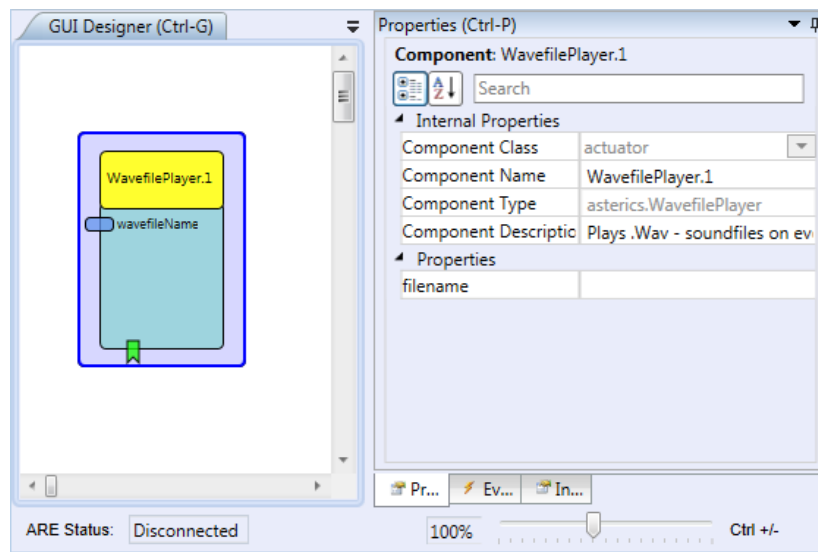 GUI Designer (Ctrl-G)
WavefilePlayer.1
wavefileName
Properties (Ctrl-P)
Component: WavefilePlayer.1
A
Z
Search
Internal Properties
Component Class actuator
Component Name WavefilePlayer.1
Component Type asterics.WavefilePlayer
Component Descriptic Plays .Wav - soundfiles on eve
Properties
filename
Pr... Ev... In...
ARE Status: Disconnected 100% Ctrl +/-